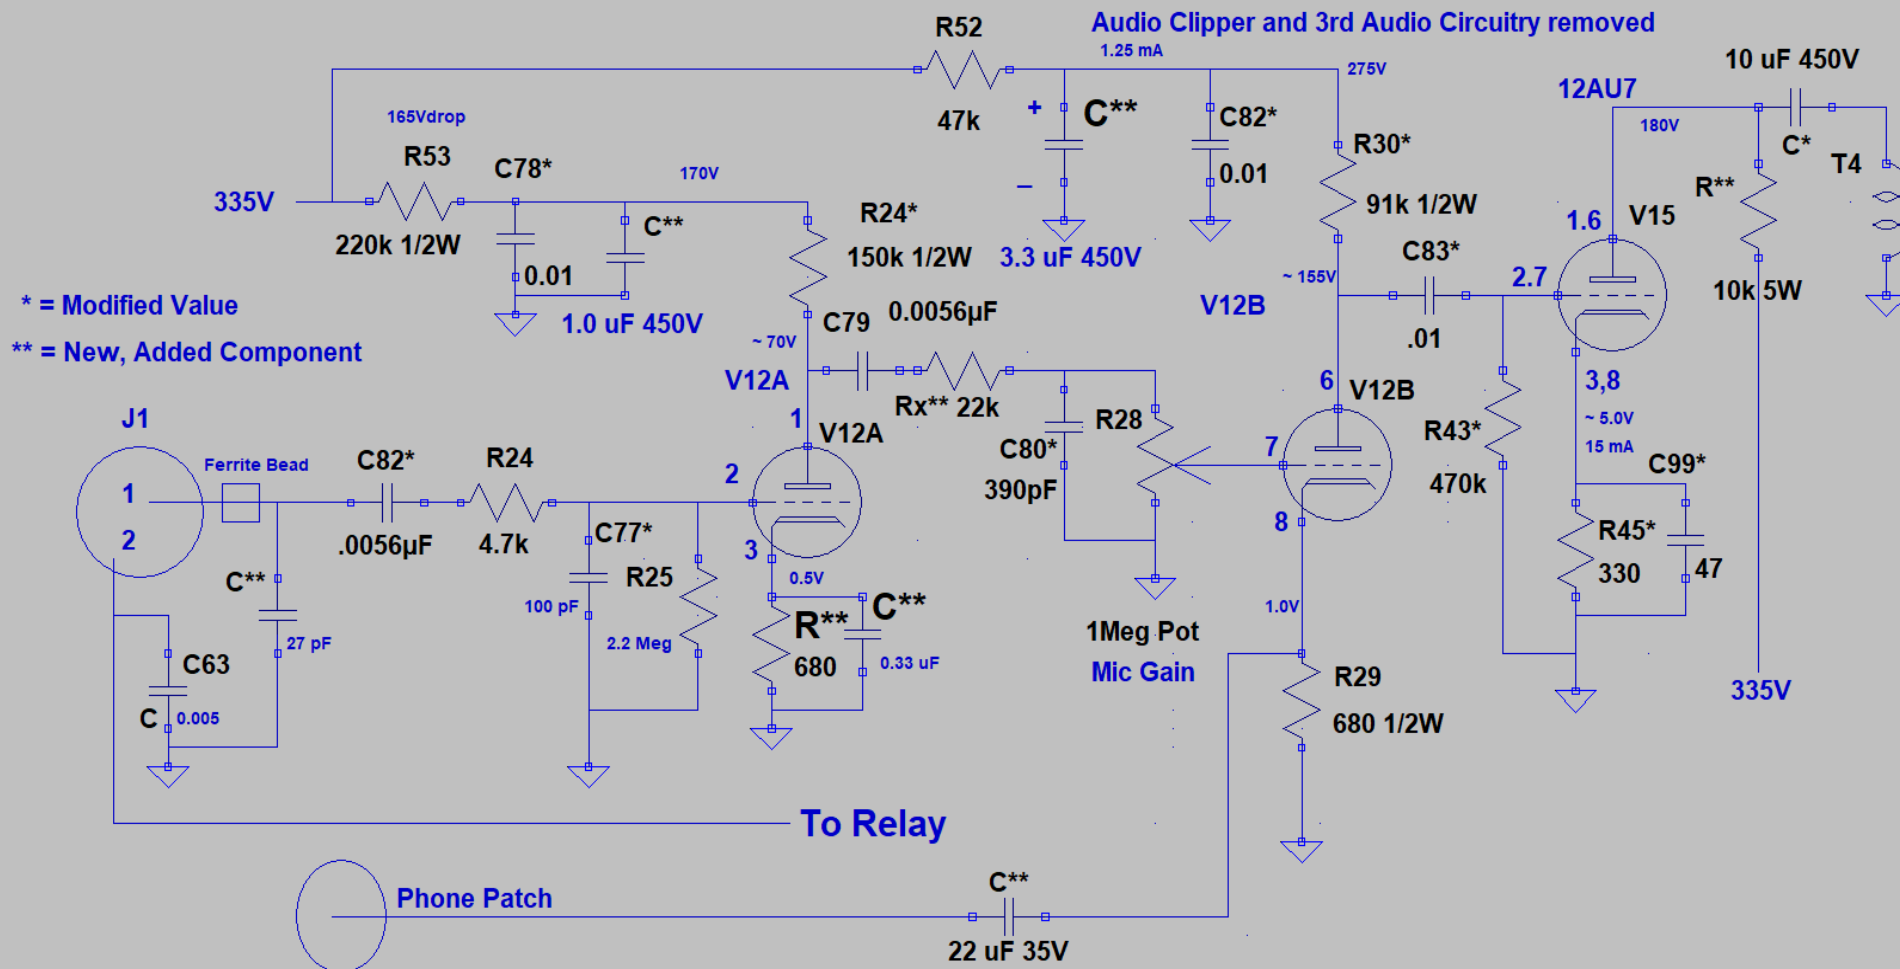 Audio Clipper and 3rd Audio Circuitry removed
R52
1.25 mA
10 uF 450V
275V
12AU7
165Vdrop
47k
+
C**
C82*
180V
R53
C78*
170V
0.01
R30*
C*
T4
335V
R24*
C**
91k 1/2W
R**
220k 1/2W
150k 1/2W
–
3.3 uF 450V
1.6
V15
0.01
C83*
~ 155V
2.7
10k 5W
* = Modified Value
1.0 uF 450V
C79
0.0056µF
V12B
.01
** = New, Added Component
~ 70V
V12A
Rx** 22k
6
V12B
3,8
J1
1
V12A
R28
~ 5.0V
R43*
15 mA
Ferrite Bead
C82*
R24
2
C80*
7
C99*
1
390pF
470k
2
.0056µF
4.7k
C77*
3
8
R45*
C**
R25
0.5V
330
47
100 pF
C**
1.0V
27 pF
2.2 Meg
R**
1Meg Pot
C63
680
0.33 uF
Mic Gain
R29
335V
C 0.005
680 1/2W
To Relay
Phone Patch
C**
22 uF 35V